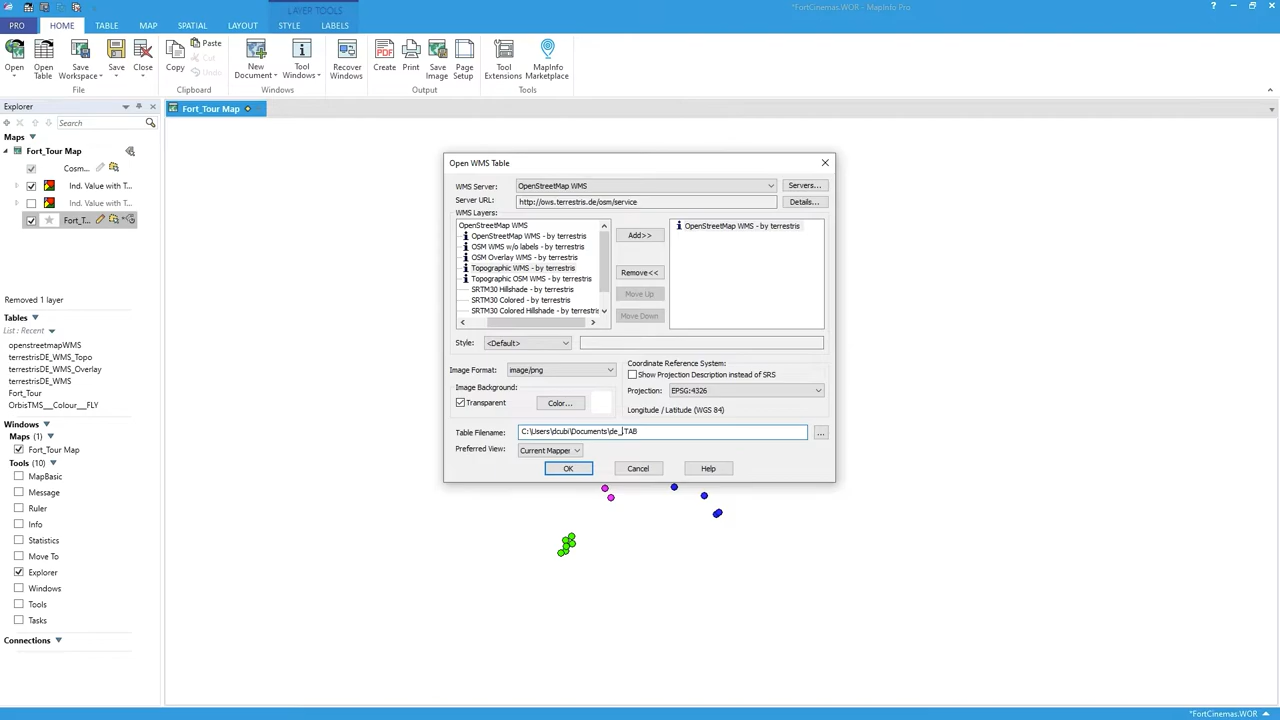 *FortCinemas.WOR - MapInfo Pro
LAYER TOOLS
PRO HOME TABLE MAP SPATIAL LAYOUT STYLE LABELS
Open
Open Table
Save Workspace
Save
Close
File
Copy
Paste
Cut
Undo
Clipboard
New Document
Tool Windows
Recover Windows
Windows
Create
Print
Save Image
Page Setup
Output
Tool Extensions
MapInfo Marketplace
Tools
Explorer
Fort_Tour Map
Search
Maps
Fort_Tour Map
Cosm...
Ind. Value with T...
Ind. Value with T...
Fort_T...
Removed 1 layer
Tables
List : Recent
openstreetmapWMS
terrestrisDE_WMS_Topo
terrestrisDE_WMS_Overlay
terrestrisDE_WMS
Fort_Tour
OrbisTMS___Colour___FLY
Windows
Maps (1)
Fort_Tour Map
Tools (10)
MapBasic
Message
Ruler
Info
Statistics
Move To
Explorer
Windows
Tools
Tasks
Connections
Open WMS Table
WMS Server: OpenStreetMap WMS Servers...
Server URL: http://ows.terrestris.de/osm/service Details...
WMS Layers:
OpenStreetMap WMS
OpenStreetMap WMS - by terrestris
OSM WMS w/o labels - by terrestris
OSM Overlay WMS - by terrestris
Topographic WMS - by terrestris
Topographic OSM WMS - by terrestris
SRTM30 Hillshade - by terrestris
SRTM30 Colored - by terrestris
SRTM30 Colored Hillshade - by terrestris
Add>>
Remove<<
Move Up
Move Down
OpenStreetMap WMS - by terrestris
Style: <Default>
Image Format: image/png
Image Background:
Transparent Color...
Coordinate Reference System:
Show Projection Description instead of SRS
Projection: EPSG:4326
Longitude / Latitude (WGS 84)
Table Filename: C:\Users\dcubi\Documents\de_.TAB ...
Preferred View: Current Mapper
OK Cancel Help
*FortCinemas.WOR